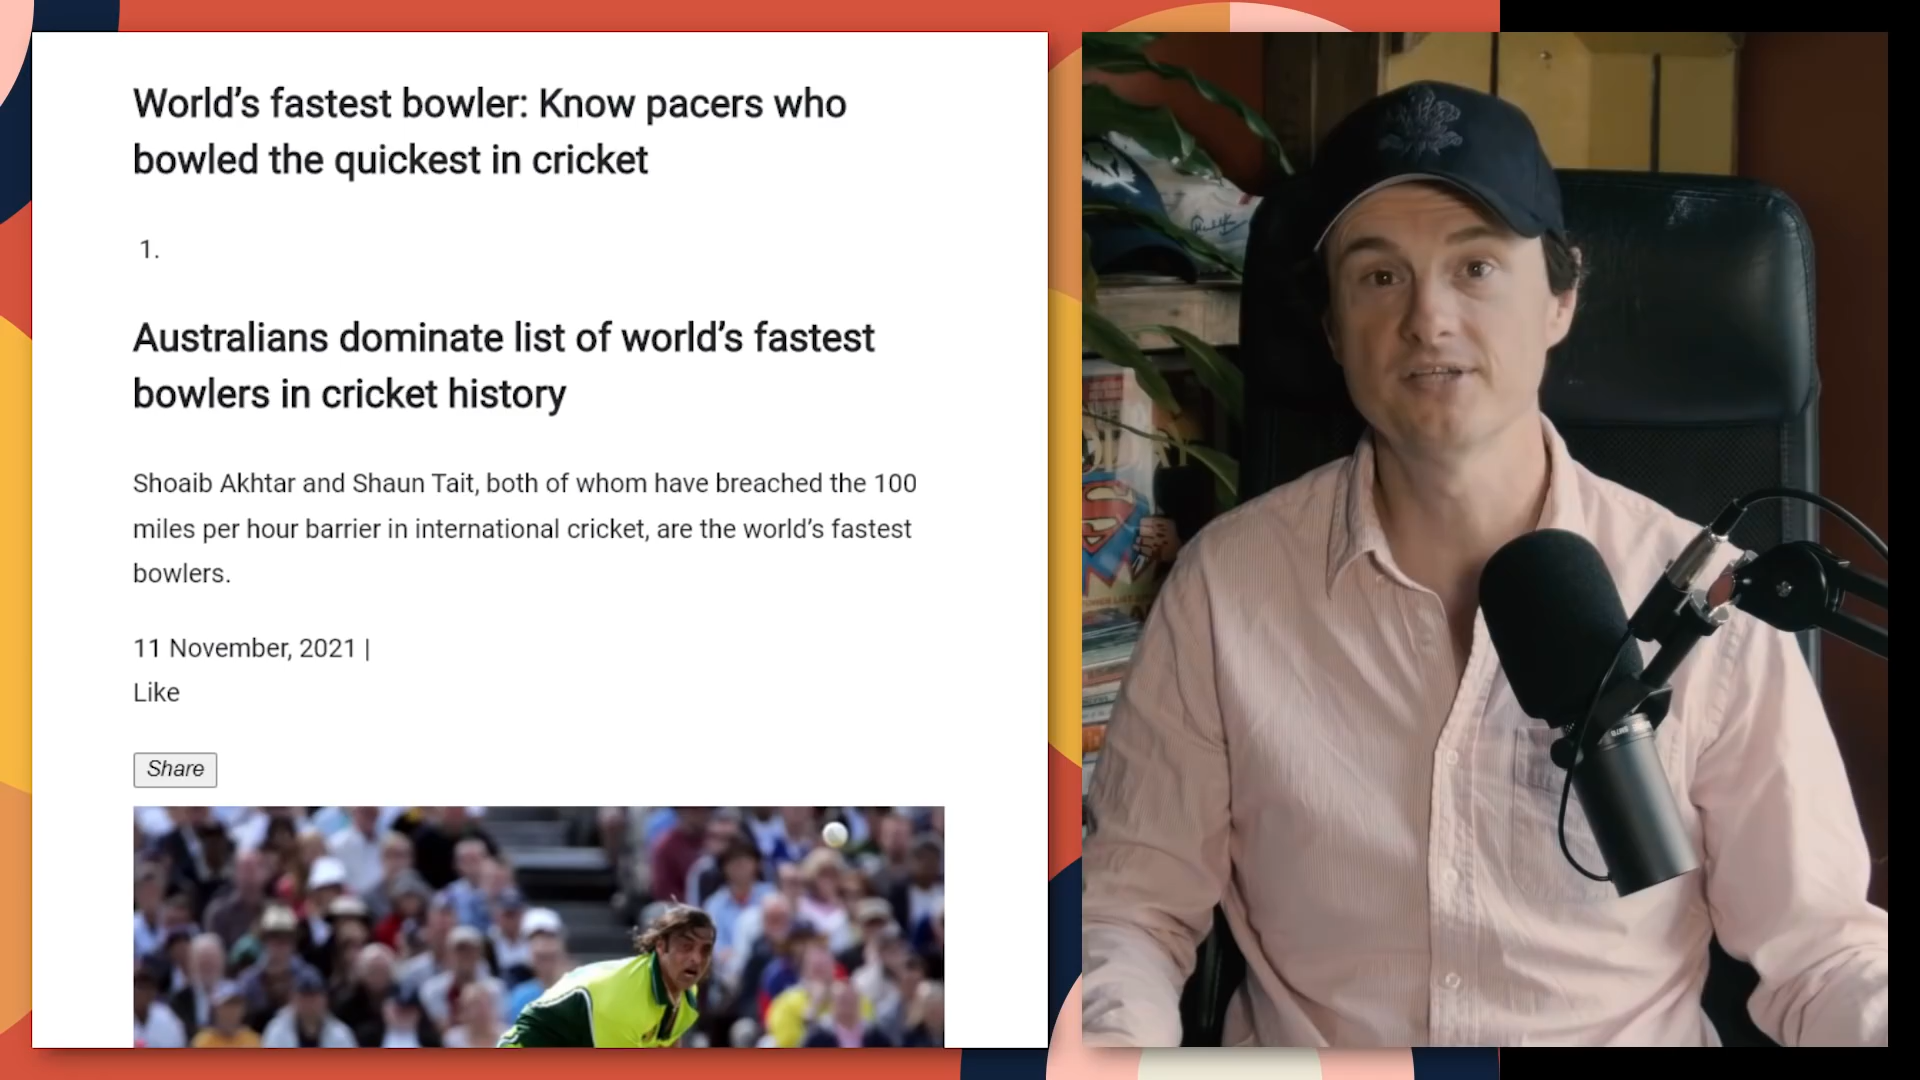 World’s fastest bowler: Know pacers who
bowled the quickest in cricket
1.
Australians dominate list of world’s fastest
bowlers in cricket history
Shoaib Akhtar and Shaun Tait, both of whom have breached the 100
miles per hour barrier in international cricket, are the world’s fastest
bowlers.
11 November, 2021 |
Like
Share